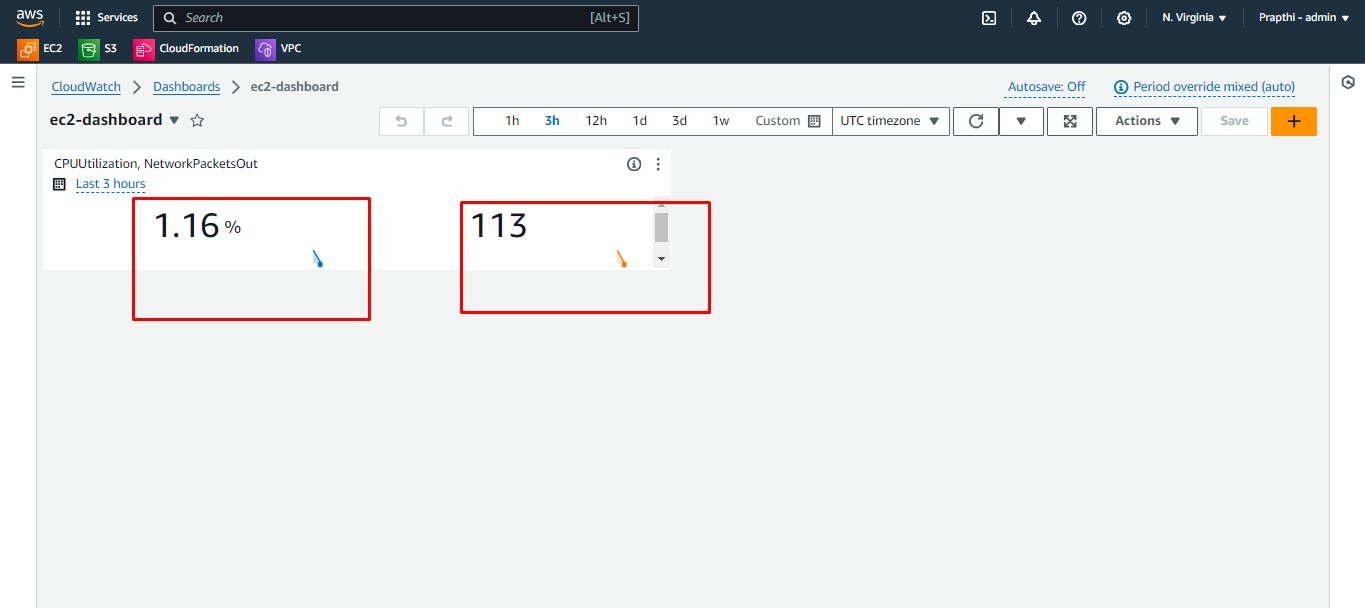 aws Services Search [Alt+S] N. Virginia Prapthi - admin
EC2 S3 CloudFormation VPC
CloudWatch Dashboards ec2-dashboard Autosave: Off Period override mixed (auto)
ec2-dashboard 1h 3h 12h 1d 3d 1w Custom UTC timezone Actions Save
CPUUtilization, NetworkPacketsOut
Last 3 hours
1.16 % 113